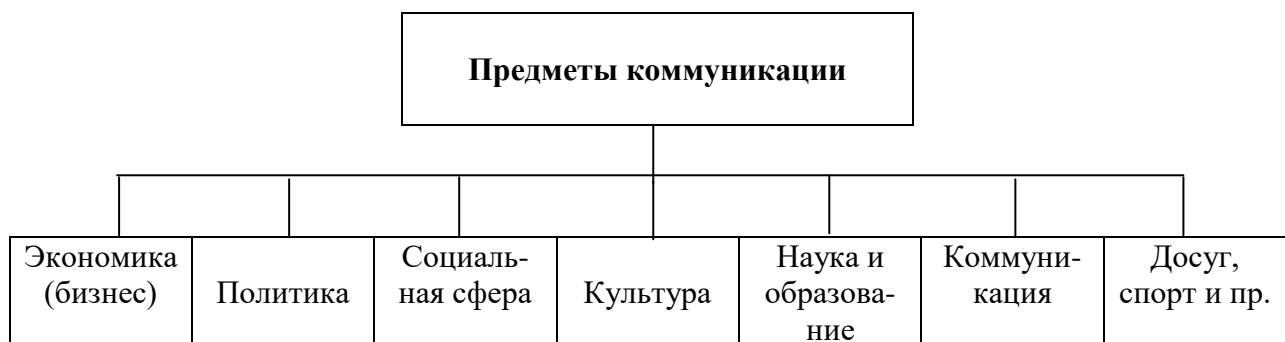 Предметы коммуникации
Экономика
(бизнес)
Политика
Социаль-
ная сфера
Культура
Наука и
образова-
ние
Коммуни-
кация
Досуг,
спорт и пр.